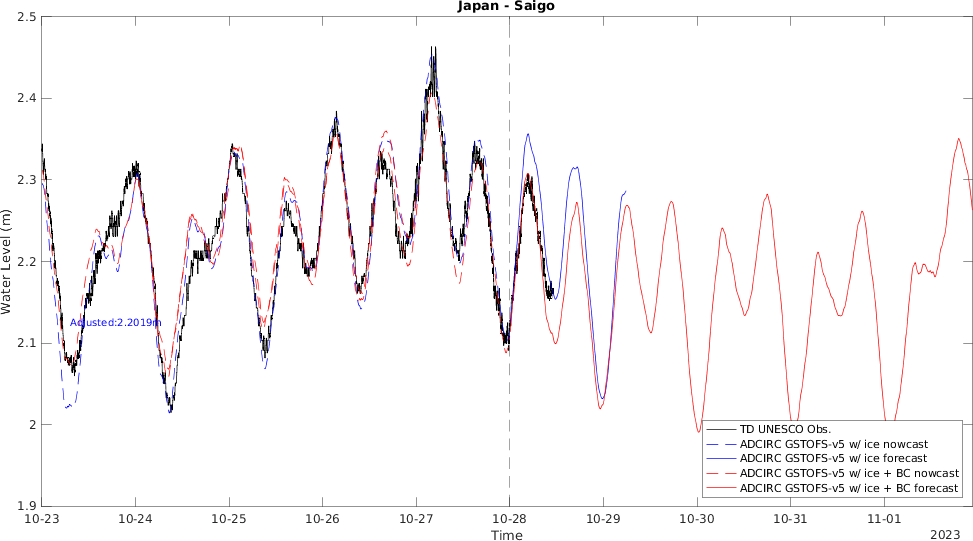 Japan - Saigo
2.5
2.4
2.3
2.2
2.1
2
1.9
Water Level (m)
Adjusted:2.2019m
TD UNESCO Obs.
ADCIRC GSTOFS-v5 w/ ice nowcast
ADCIRC GSTOFS-v5 w/ ice forecast
ADCIRC GSTOFS-v5 w/ ice + BC nowcast
ADCIRC GSTOFS-v5 w/ ice + BC forecast
10-23 10-24 10-25 10-26 10-27 10-28 10-29 10-30 10-31 11-01
Time
2023